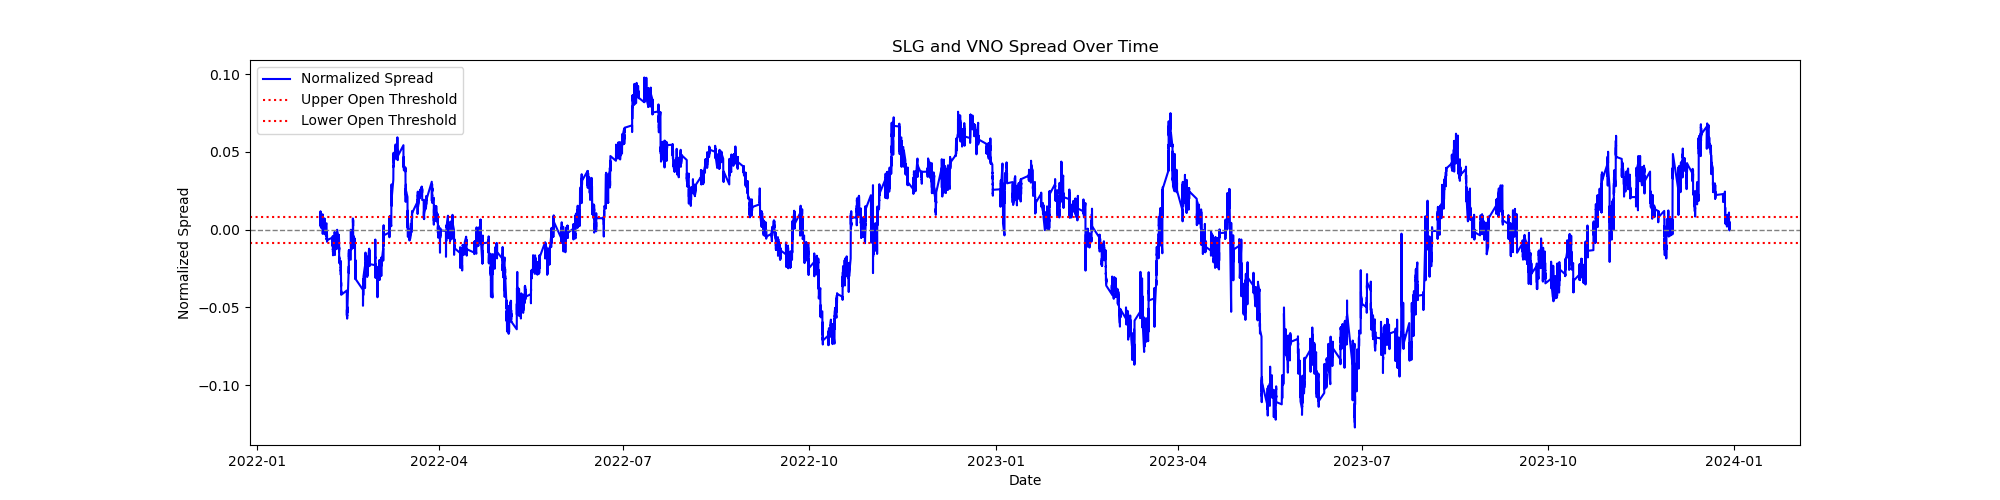 SLG and VNO Spread Over Time
Normalized Spread
Upper Open Threshold
Lower Open Threshold
Normalized Spread
0.10
0.05
0.00
−0.05
−0.10
2022-01 2022-04 2022-07 2022-10 2023-01 2023-04 2023-07 2023-10 2024-01
Date